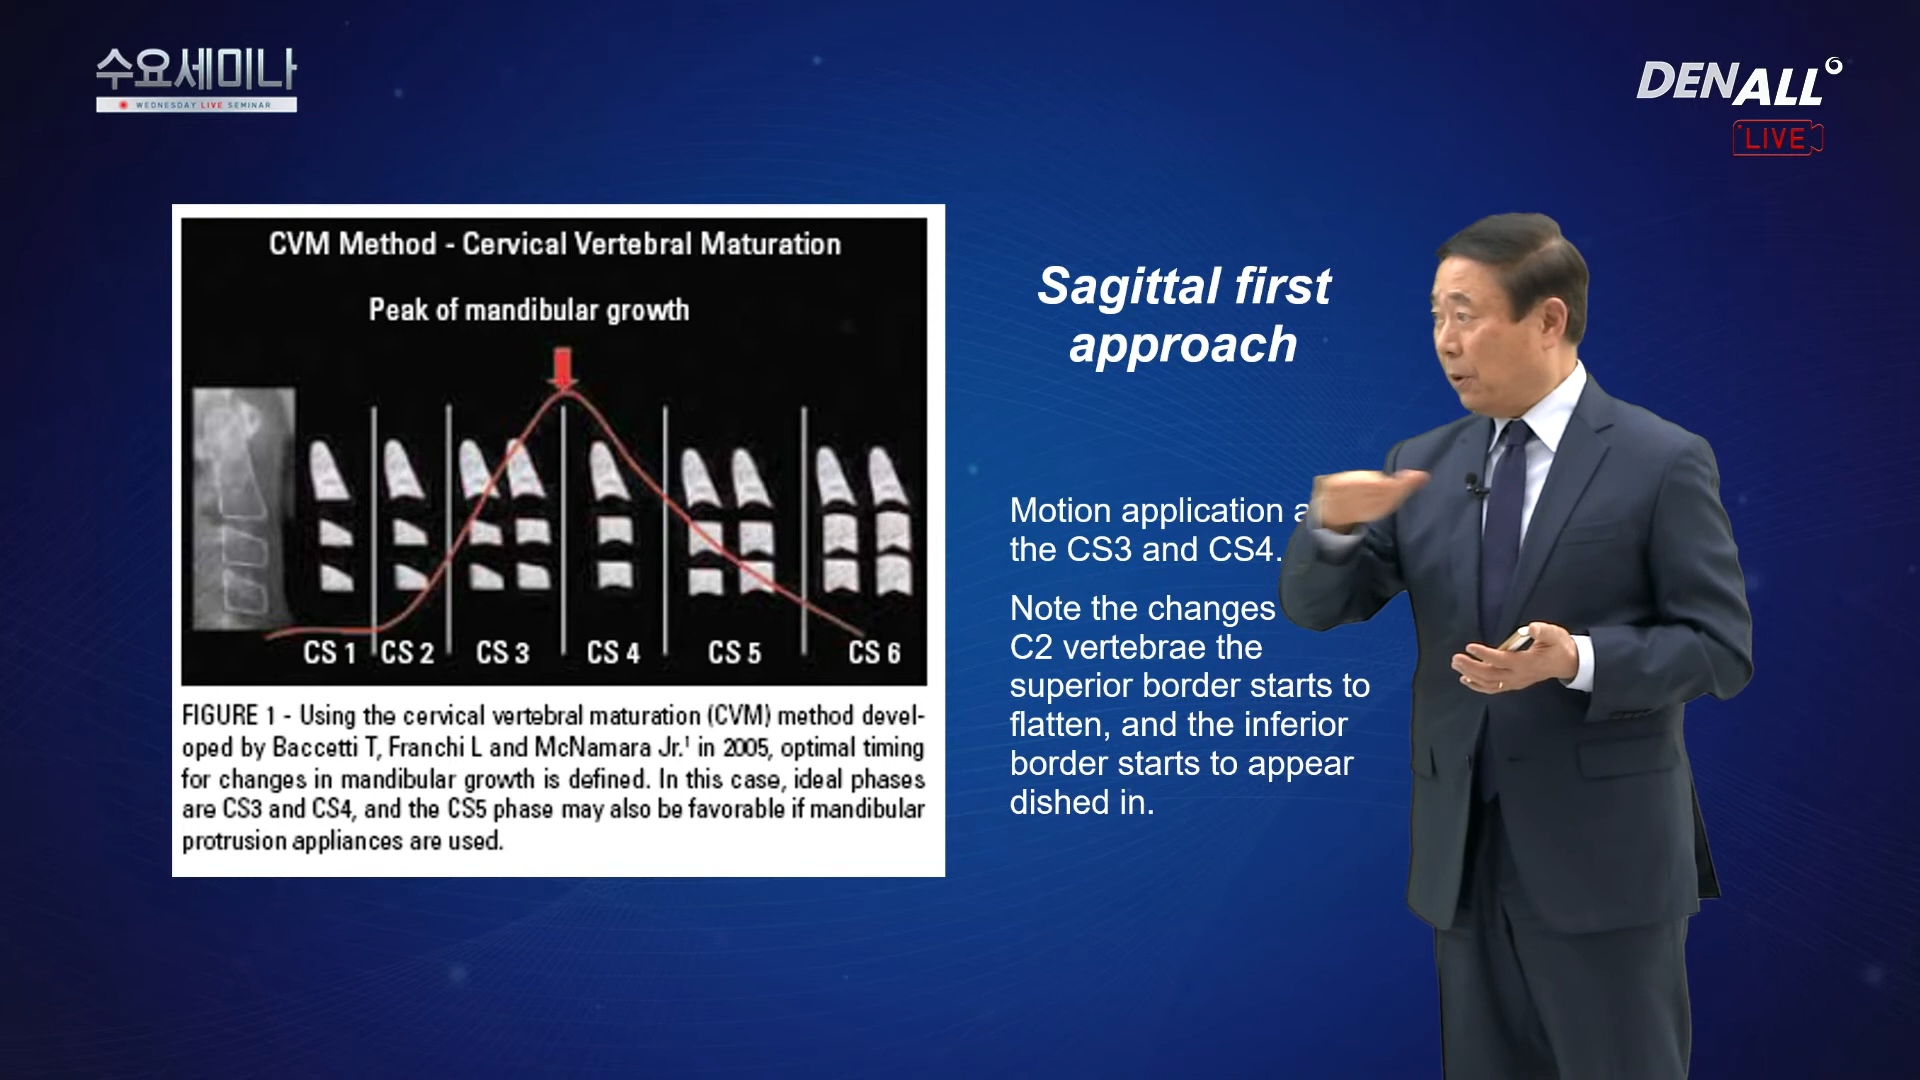 수요세미나
WEDNESDAY LIVE SEMINAR
DENALL
LIVE
CVM Method - Cervical Vertebral Maturation
Peak of mandibular growth
CS 1 CS 2 CS 3 CS 4 CS 5 CS 6
FIGURE 1 - Using the cervical vertebral maturation (CVM) method devel-
oped by Baccetti T, Franchi L and McNamara Jr.¹ in 2005, optimal timing
for changes in mandibular growth is defined. In this case, ideal phases
are CS3 and CS4, and the CS5 phase may also be favorable if mandibular
protrusion appliances are used.
Sagittal first
approach
Motion application
the CS3 and CS4.
Note the changes
C2 vertebrae the
superior border starts to
flatten, and the inferior
border starts to appear
dished in.